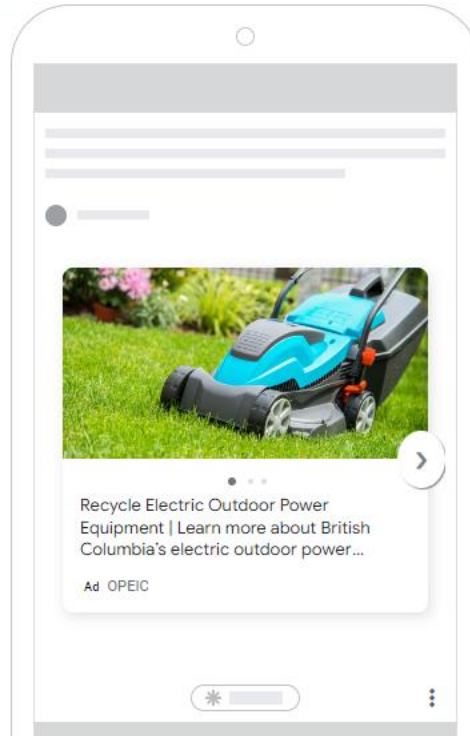 Recycle Electric Outdoor Power
Equipment | Learn more about British
Columbia's electric outdoor power...
Ad OPEIC